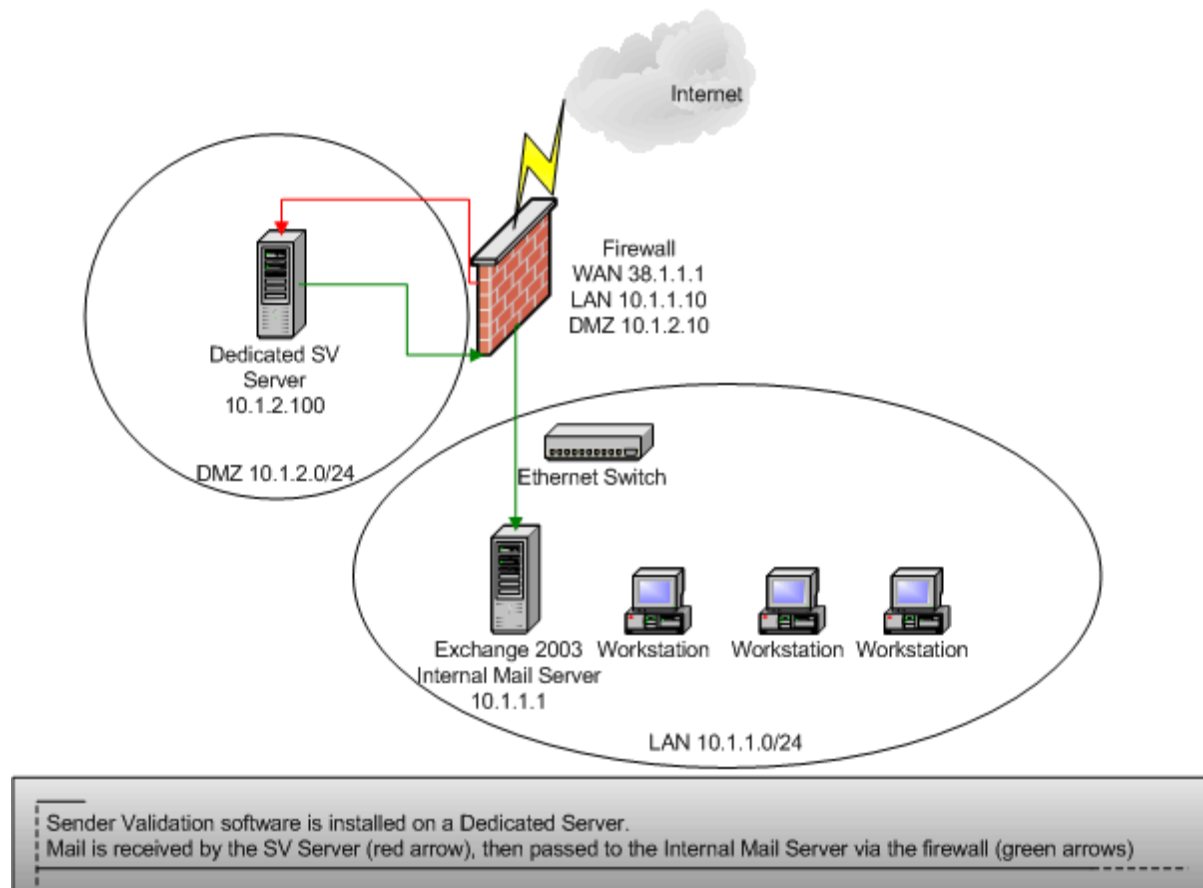 Internet
Firewall
WAN 38.1.1.1
LAN 10.1.1.10
DMZ 10.1.2.10
Dedicated SV
Server
10.1.2.100
DMZ 10.1.2.0/24
Ethernet Switch
Exchange 2003
Internal Mail Server
10.1.1.1
Workstation
Workstation
Workstation
LAN 10.1.1.0/24
Sender Validation software is installed on a Dedicated Server.
Mail is received by the SV Server (red arrow), then passed to the Internal Mail Server via the firewall (green arrows)